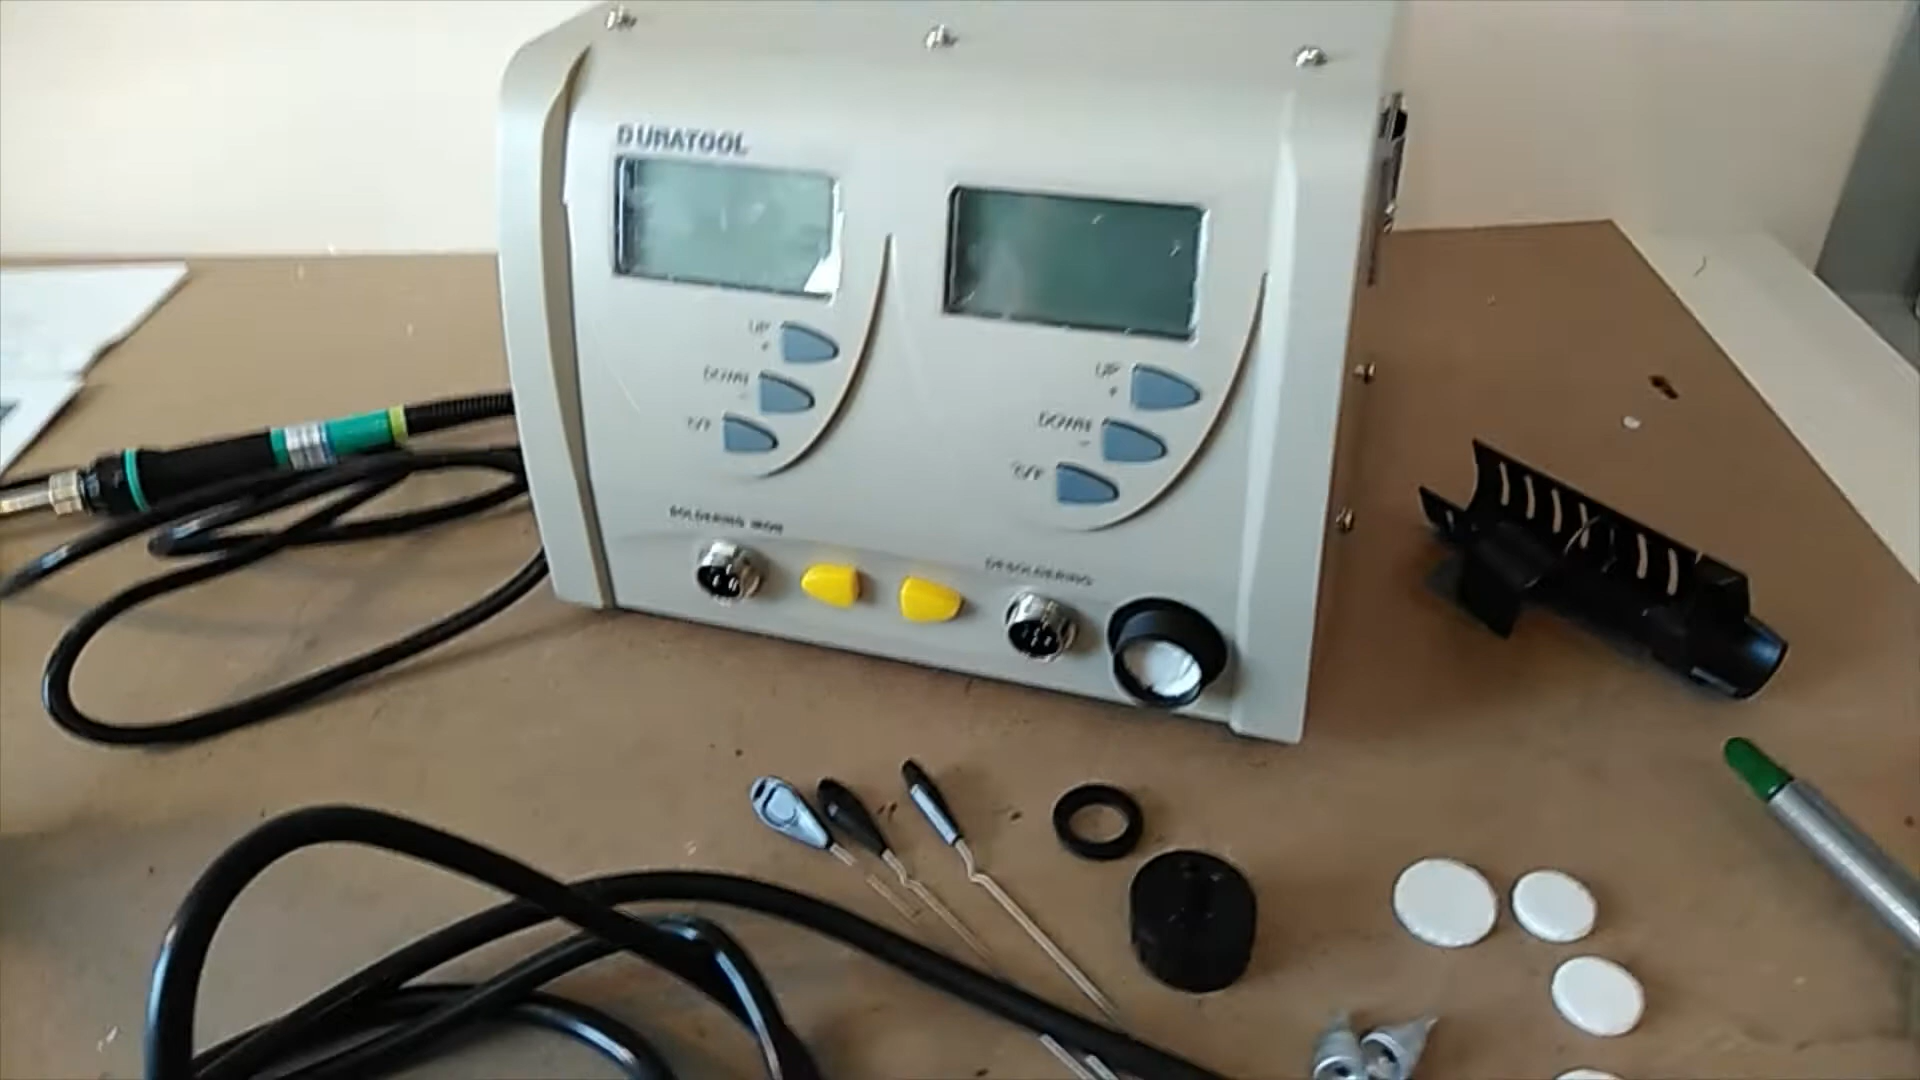 DURATOOL
UP
+
DOWN
-
°C/°F
UP
+
DOWN
-
°C/°F
SOLDERING IRON
DESOLDERING